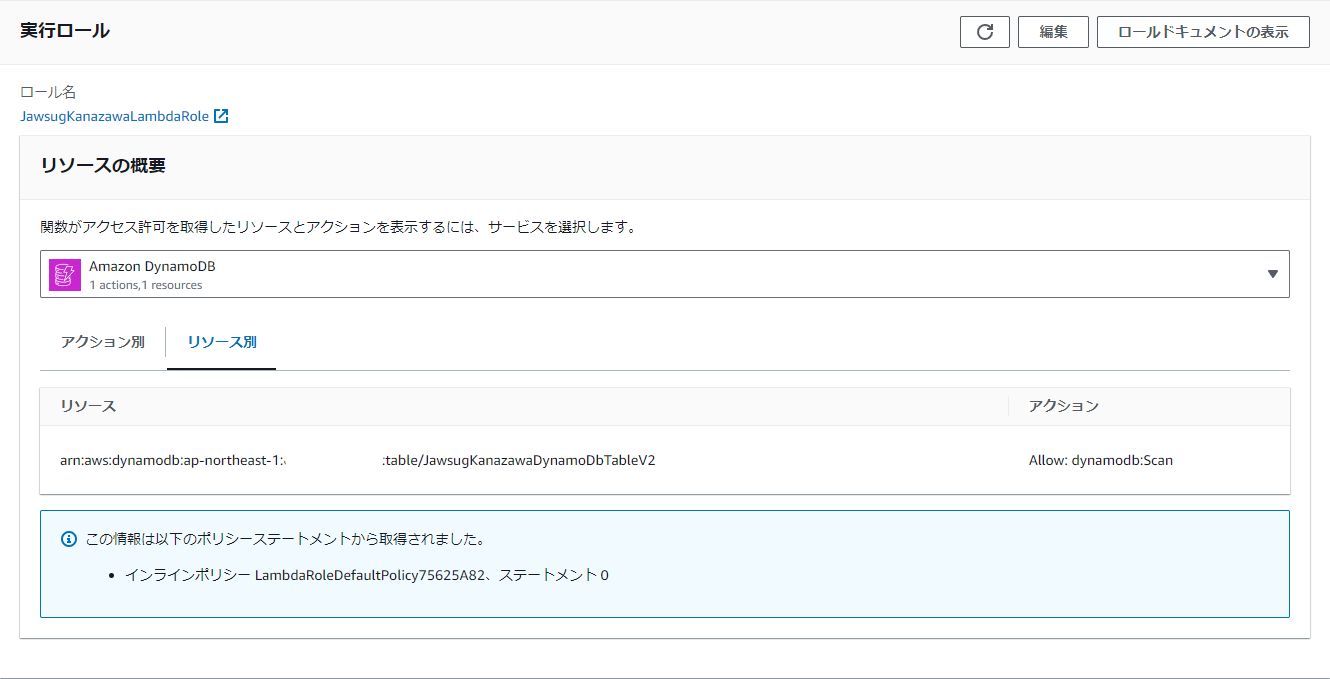 実行ロール
編集
ロールドキュメントの表示
ロール名
JawsugKanazawaLambdaRole
リソースの概要
関数がアクセス許可を取得したリソースとアクションを表示するには、サービスを選択します。
Amazon DynamoDB
1 actions,1 resources
アクション別
リソース別
リソース
アクション
arn:aws:dynamodb:ap-northeast-1: :table/JawsugKanazawaDynamoDbTableV2
Allow: dynamodb:Scan
この情報は以下のポリシーステートメントから取得されました。
• インラインポリシー LambdaRoleDefaultPolicy75625A82、ステートメント 0